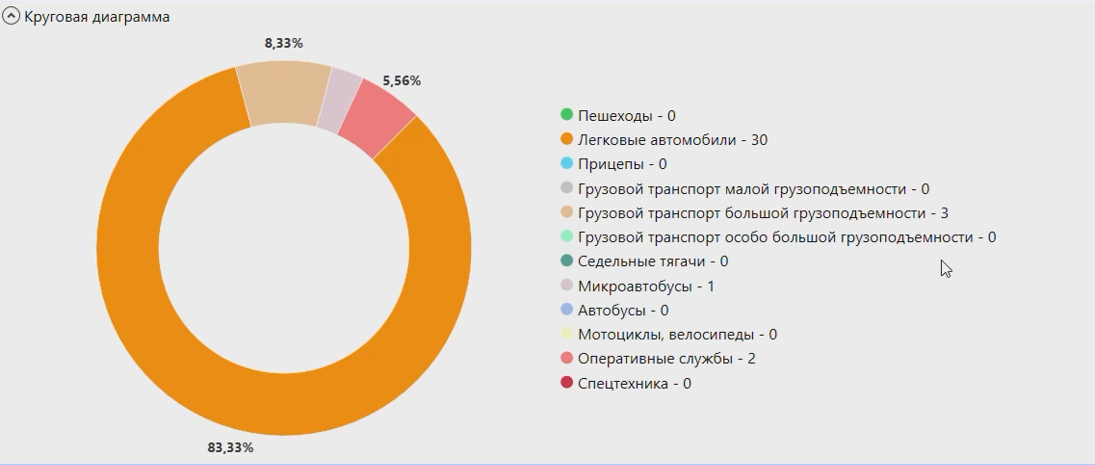 Круговая диаграмма
8,33%
5,56%
83,33%
Пешеходы - 0
Легковые автомобили - 30
Прицепы - 0
Грузовой транспорт малой грузоподъемности - 0
Грузовой транспорт большой грузоподъемности - 3
Грузовой транспорт особо большой грузоподъемности - 0
Седельные тягачи - 0
Микроавтобусы - 1
Автобусы - 0
Мотоциклы, велосипеды - 0
Оперативные службы - 2
Спецтехника - 0